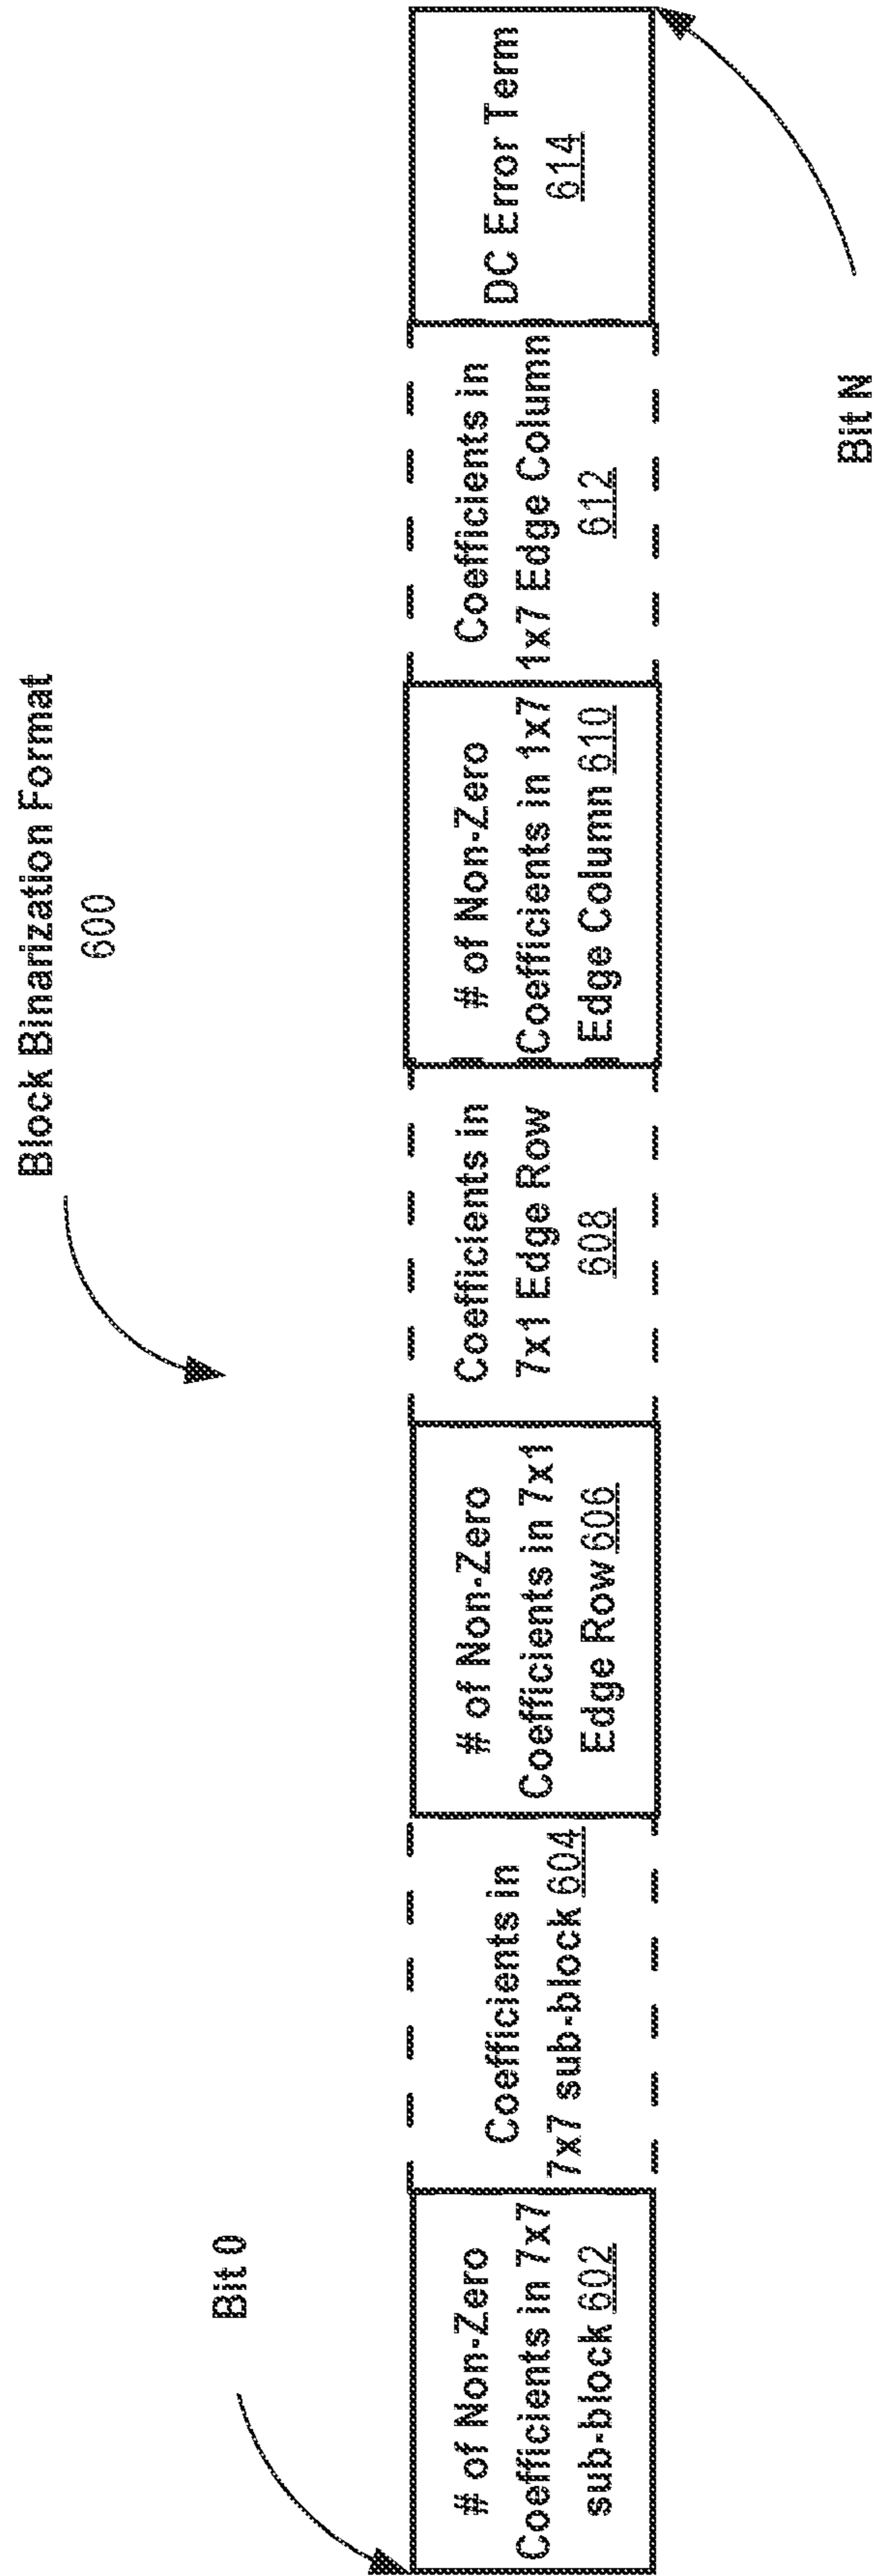 Block Binarization Format
600
Bit 0
# of Non-Zero
Coefficients in 7x7
sub-block 602
Coefficients in
7x7 sub-block 604
# of Non-Zero
Coefficients in 7x1
Edge Row 606
Coefficients in
7x1 Edge Row
608
# of Non-Zero
Coefficients in 1x7
Edge Column 610
Coefficients in
1x7 Edge Column
612
DC Error Term
614
Bit N